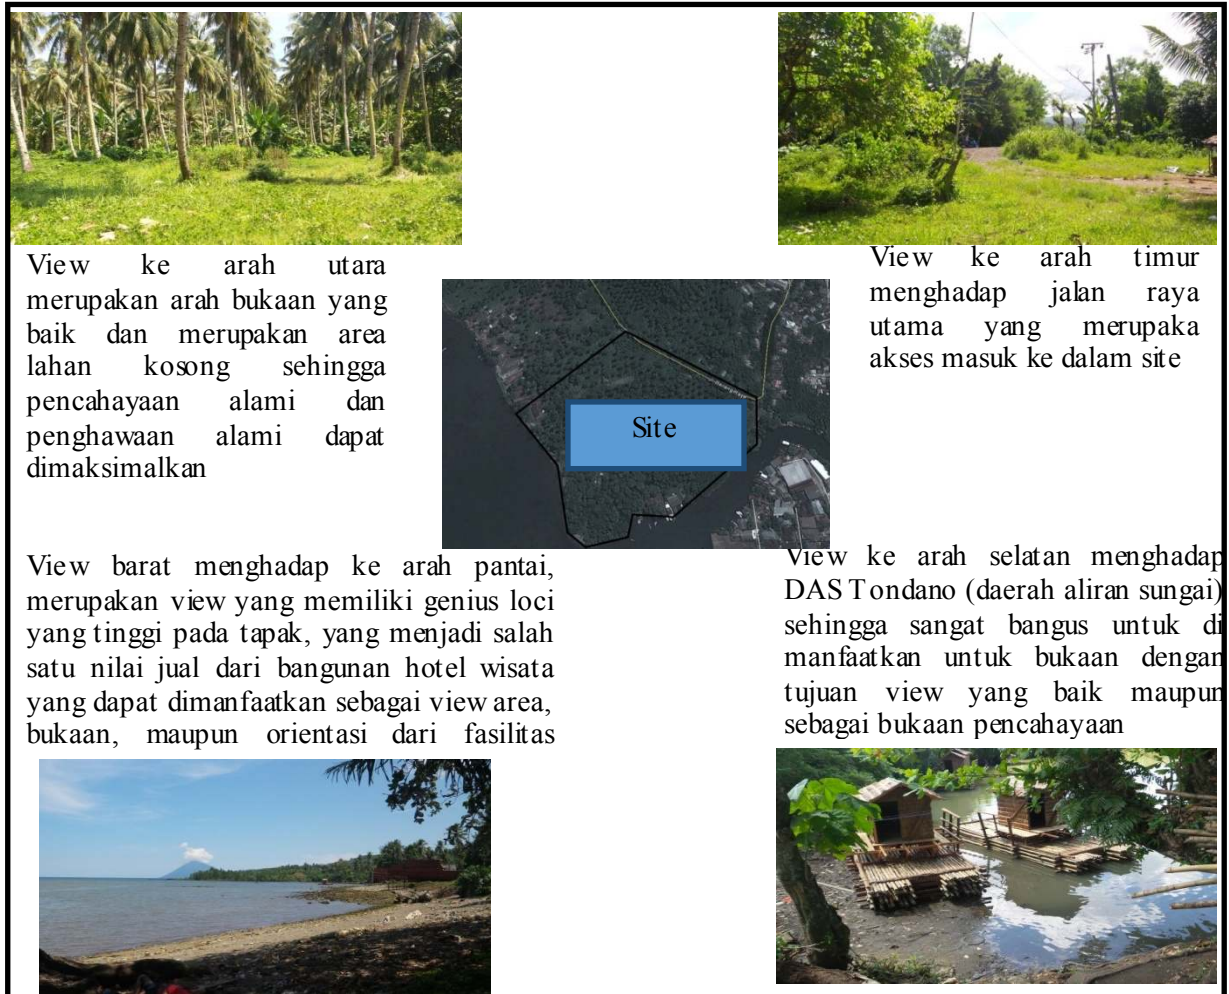 View ke arah utara
merupakan arah bukaan yang
baik dan merupakan area
lahan kosong sehingga
pencahayaan alami dan
penghawaan alami dapat
dimaksimalkan
View ke arah timur
menghadap jalan raya
utama yang merupaka
akses masuk ke dalam site
Site
View barat menghadap ke arah pantai,
merupakan view yang memiliki genius loci
yang tinggi pada tapak, yang menjadi salah
satu nilai jual dari bangunan hotel wisata
yang dapat dimanfaatkan sebagai view area,
bukaan, maupun orientasi dari fasilitas
View ke arah selatan menghadap
DAS Tondano (daerah aliran sungai)
sehingga sangat bangus untuk di
manfaatkan untuk bukaan dengan
tujuan view yang baik maupun
sebagai bukaan pencahayaan